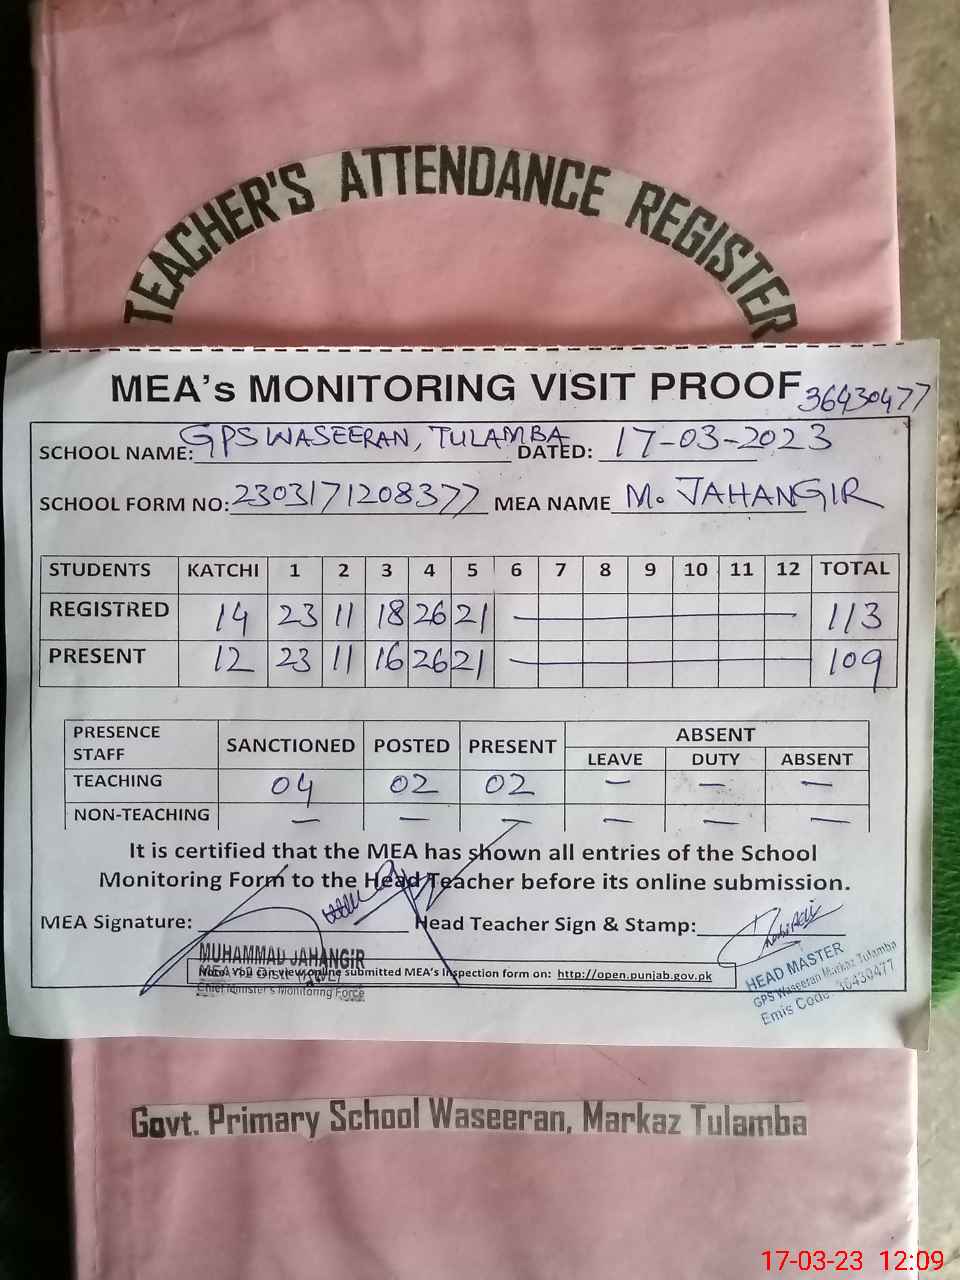 TEACHER'S ATTENDANCE REGISTER
MEA's MONITORING VISIT PROOF 36430477
SCHOOL NAME: GPS WASEERAN, TULAMBA DATED: 17-03-2023
SCHOOL FORM NO: 2303171208377 MEA NAME M. JAHANGIR
STUDENTS KATCHI 1 2 3 4 5 6 7 8 9 10 11 12 TOTAL
REGISTRED 14 23 11 18 26 21 113
PRESENT 12 23 11 16 26 21 109
PRESENCE STAFF SANCTIONED POSTED PRESENT ABSENT
LEAVE DUTY ABSENT
TEACHING 04 02 02 — — —
NON-TEACHING — — — — — —
It is certified that the MEA has shown all entries of the School
Monitoring Form to the Head Teacher before its online submission.
MEA Signature: Head Teacher Sign & Stamp:
MUHAMMAD JAHANGIR
Note: You can view online submitted MEA's Inspection form on: http://open.punjab.gov.pk
Chief Minister's Monitoring Force
HEAD MASTER
GPS Waseeran Markaz Tulamba
Emis Code: 36430477
Govt. Primary School Waseeran, Markaz Tulamba
17-03-23 12:09